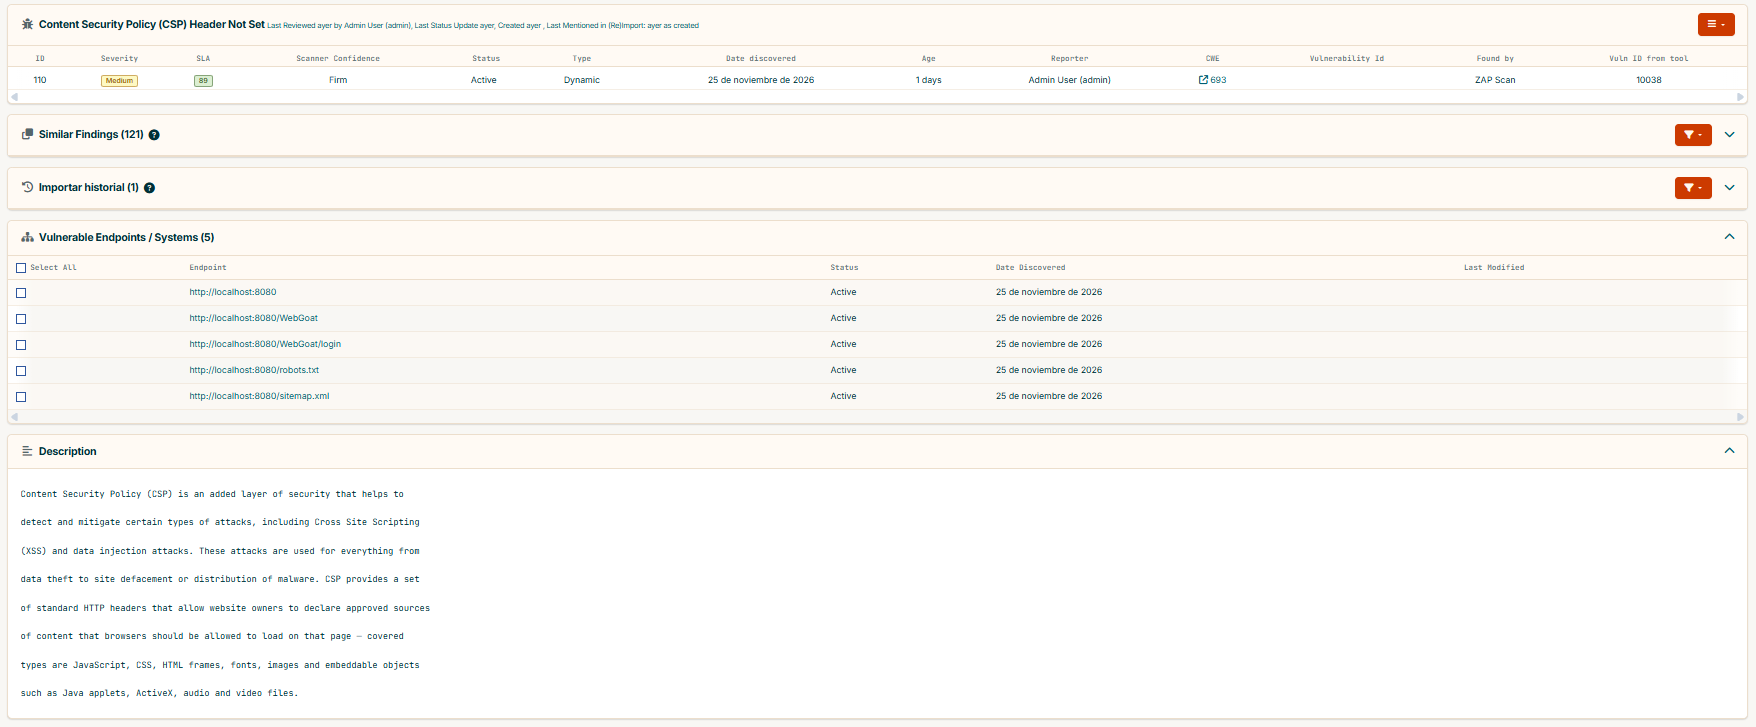 Content Security Policy (CSP) Header Not Set Last Reviewed ayer by Admin User (admin), Last Status Update ayer, Created ayer , Last Mentioned in (Re)Import: ayer as created
ID Severity SLA Scanner Confidence Status Type Date discovered Age Reporter CWE Vulnerability Id Found by Vuln ID from tool
110 Medium 89 Firm Active Dynamic 25 de noviembre de 2026 1 days Admin User (admin) 693 ZAP Scan 10038
Similar Findings (121) ?
Importar historial (1) ?
Vulnerable Endpoints / Systems (5)
Select All Endpoint Status Date Discovered Last Modified
http://localhost:8080 Active 25 de noviembre de 2026
http://localhost:8080/WebGoat Active 25 de noviembre de 2026
http://localhost:8080/WebGoat/login Active 25 de noviembre de 2026
http://localhost:8080/robots.txt Active 25 de noviembre de 2026
http://localhost:8080/sitemap.xml Active 25 de noviembre de 2026
Description
Content Security Policy (CSP) is an added layer of security that helps to
detect and mitigate certain types of attacks, including Cross Site Scripting
(XSS) and data injection attacks. These attacks are used for everything from
data theft to site defacement or distribution of malware. CSP provides a set
of standard HTTP headers that allow website owners to declare approved sources
of content that browsers should be allowed to load on that page — covered
types are JavaScript, CSS, HTML frames, fonts, images and embeddable objects
such as Java applets, ActiveX, audio and video files.